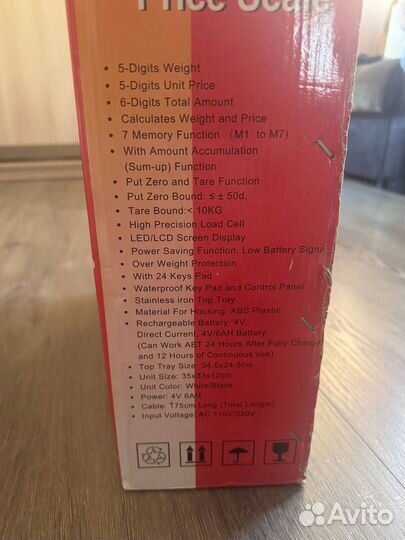 Price Scale
• 5-Digits Weight
• 5-Digits Unit Price
• 6-Digits Total Amount
• Calculates Weight and Price
• 7 Memory Function (M1 to M7)
• With Amount Accumulation
(Sum-up) Function
• Put Zero and Tare Function
• Put Zero Bound: ≤ ± 50d,
• Tare Bound:< 10KG
• High Precision Load Cell
• LED/LCD Screen Display
• Power Saving Function, Low Battery Signal
• Over Weight Protection
• With 24 Keys Pad
• Waterproof Key Pad and Control Panel
• Stainless iron Top Tray
• Material For Housing: ABS Plastic
• Rechargeable Battery: 4V
Direct Current, 4V/6AH Battery
(Can Work ABT 24 Hours After Fully Charge
and 12 Hours of Continuous use)
• Top Tray Size: 34.5x24.5cm
• Unit Size: 35x33x12cm
• Unit Color: White/Black
• Power: 4V 6AH
• Cable: 175cm Long (Total Length)
• Input Voltage: AC 110V/220V
Avito